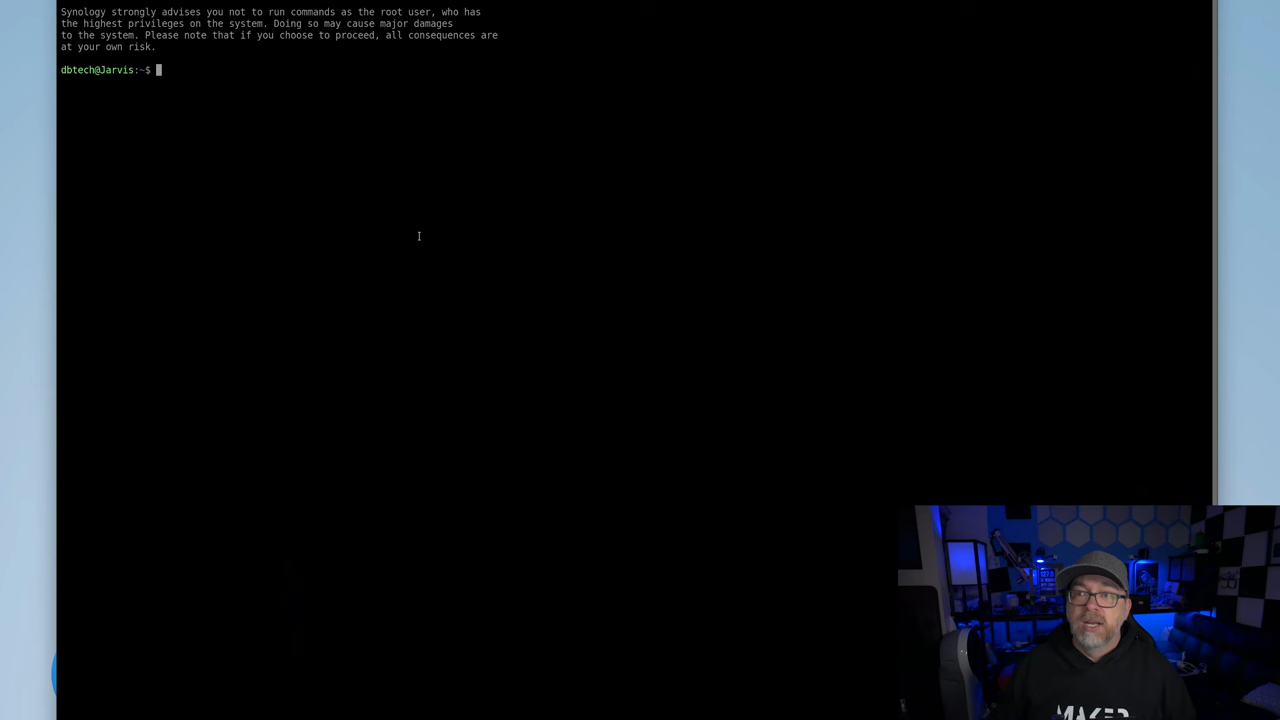 Synology strongly advises you not to run commands as the root user, who has
the highest privileges on the system. Doing so may cause major damages
to the system. Please note that if you choose to proceed, all consequences are
at your own risk.
dbtech@Jarvis:~$
MAKER